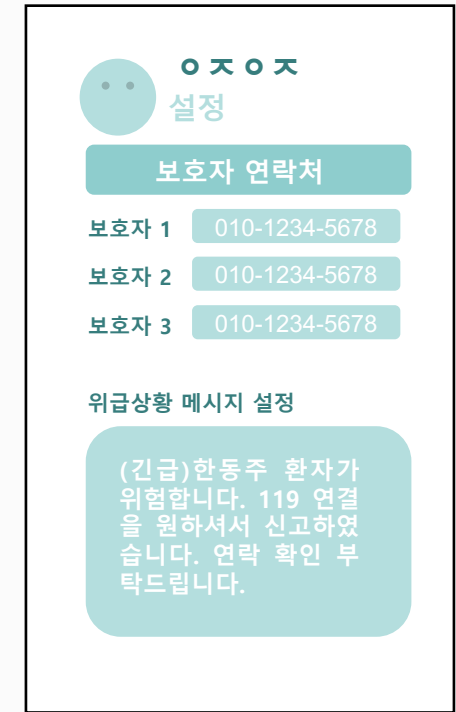 ㅇㅈㅇㅈ
설정
보호자 연락처
보호자 1 010-1234-5678
보호자 2 010-1234-5678
보호자 3 010-1234-5678
위급상황 메시지 설정
(긴급)한동주 환자가
위험합니다. 119 연결
을 원하셔서 신고하였
습니다. 연락 확인 부
탁드립니다.